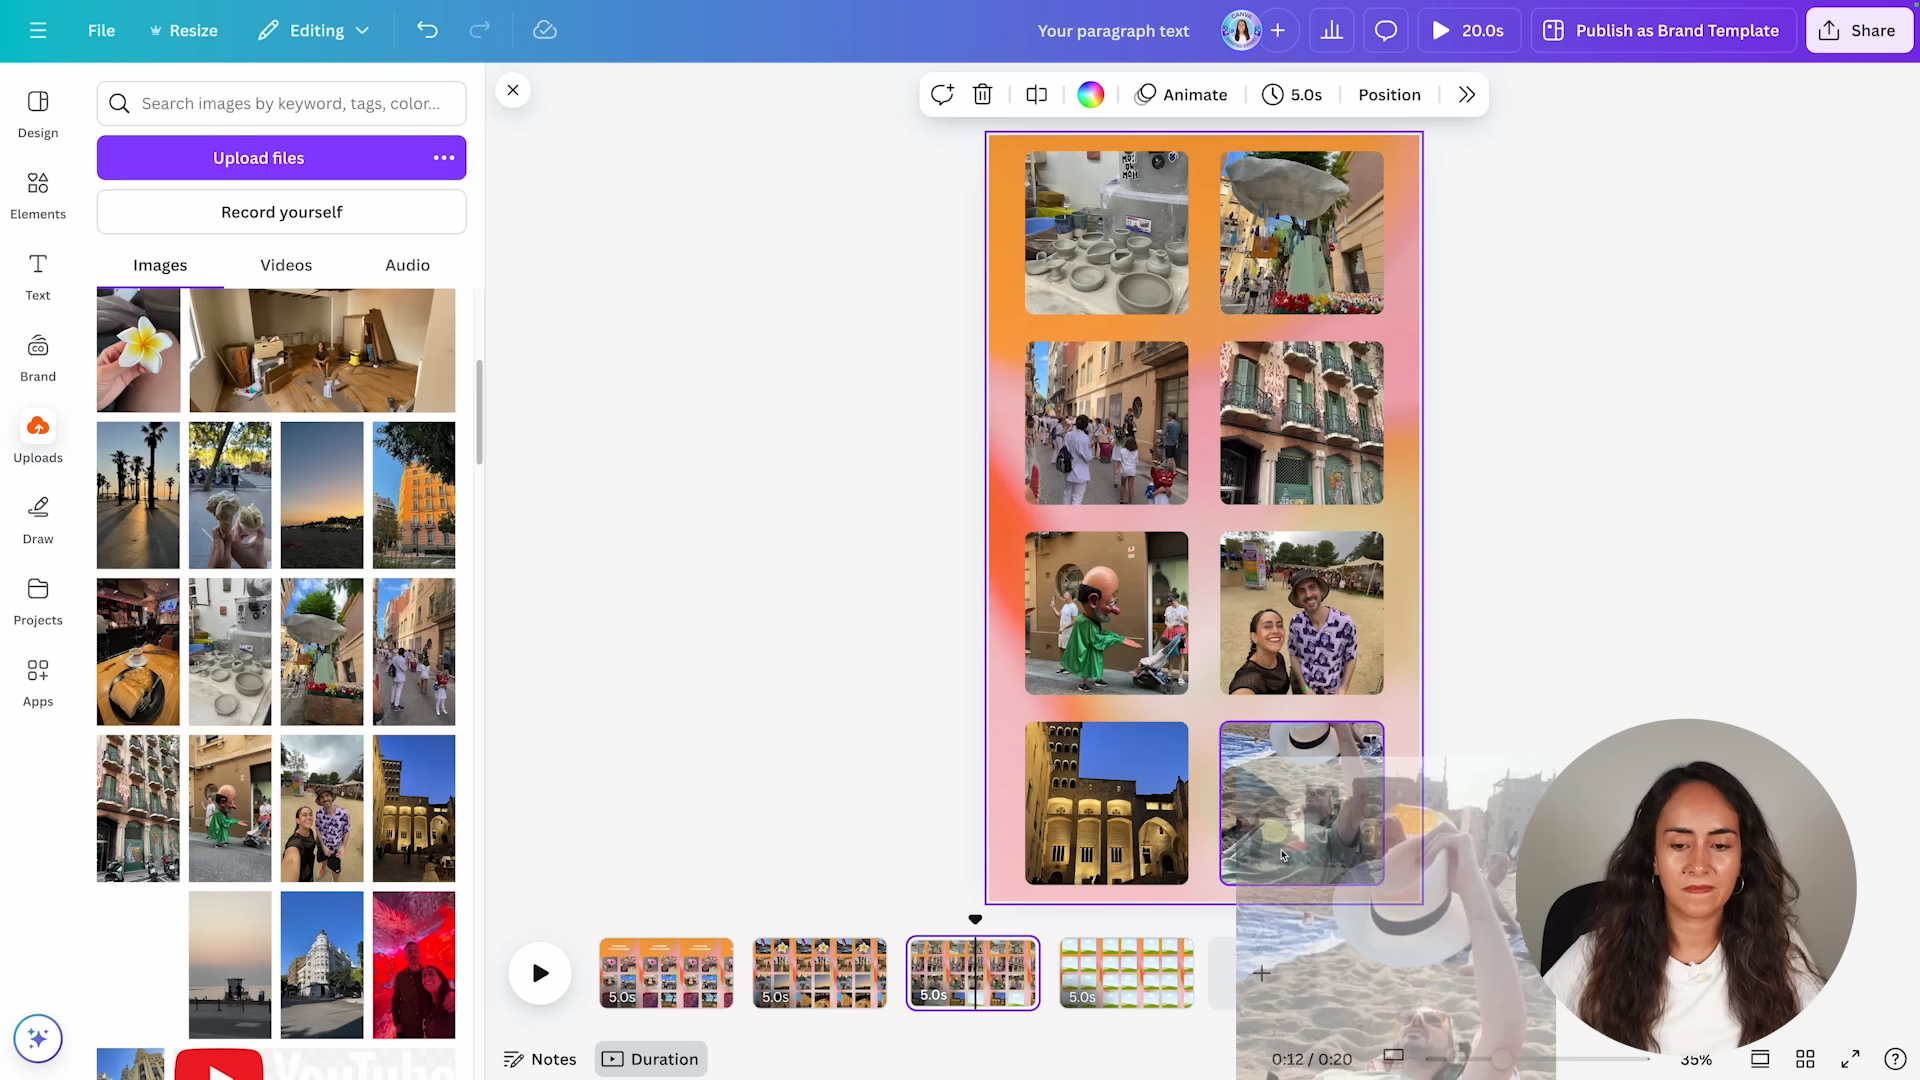 File
Resize
Editing
Your paragraph text
CANVA
20.0s
Publish as Brand Template
Share
Design
Elements
Text
Brand
Uploads
Draw
Projects
Apps
Search images by keyword, tags, color...
Upload files
Record yourself
Images
Videos
Audio
YouTube
Animate
5.0s
Position
5.0s
5.0s
5.0s
5.0s
Notes
Duration
0:12 / 0:20
35%